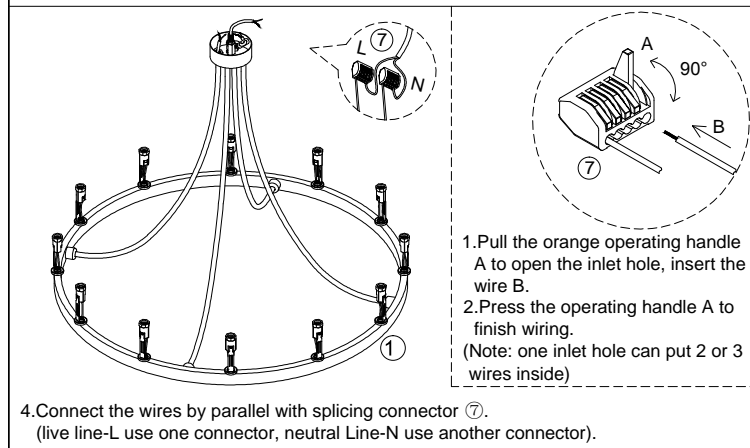 L
⑦
N
①
A
90°
B
⑦
1.Pull the orange operating handle
A to open the inlet hole, insert the
wire B.
2.Press the operating handle A to
finish wiring.
(Note: one inlet hole can put 2 or 3
wires inside)
4.Connect the wires by parallel with splicing connector ⑦.
(live line-L use one connector, neutral Line-N use another connector).